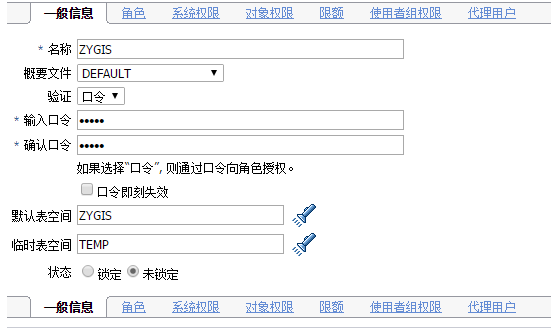 一般信息 角色 系统权限 对象权限 限额 使用者组权限 代理用户
* 名称 ZYGIS
概要文件 DEFAULT
验证 口令
* 输入口令 •••••
* 确认口令 •••••
如果选择“口令”, 则通过口令向角色授权。
口令即刻失效
默认表空间 ZYGIS
临时表空间 TEMP
状态 锁定 未锁定
一般信息 角色 系统权限 对象权限 限额 使用者组权限 代理用户